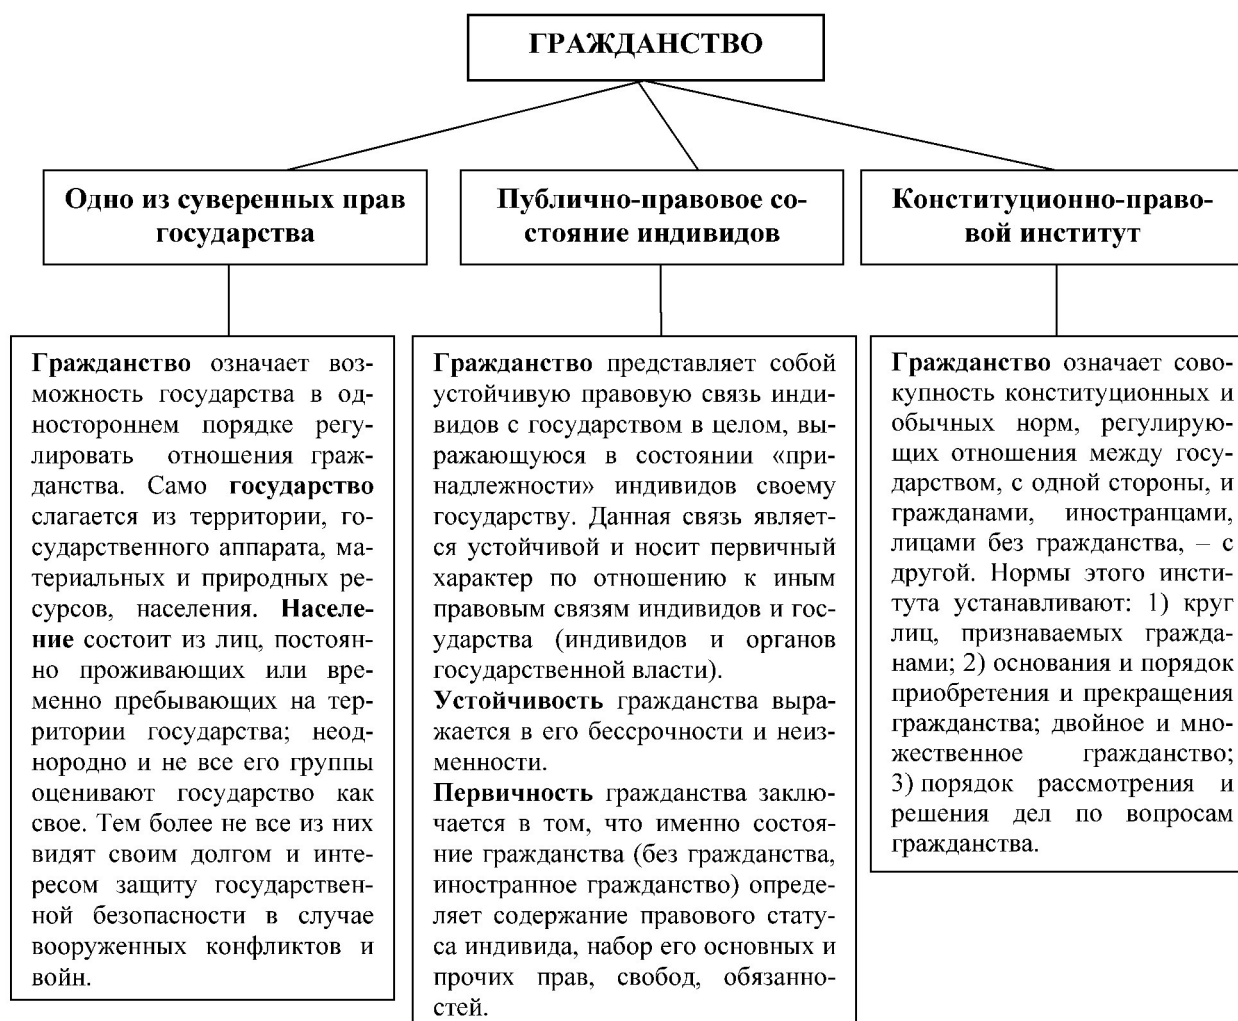 ГРАЖДАНСТВО
Одно из суверенных прав
государства
Публично-правовое со-
стояние индивидов
Конституционно-право-
вой институт
Гражданство означает воз-
можность государства в од-
ностороннем порядке регу-
лировать отношения граж-
данства. Само государство
слагается из территории, го-
сударственного аппарата, ма-
териальных и природных ре-
сурсов, населения. Населе-
ние состоит из лиц, постоян-
но проживающих или вре-
менно пребывающих на тер-
ритории государства; неод-
нородно и не все его группы
оценивают государство как
свое. Тем более не все из них
видят своим долгом и инте-
ресом защиту государствен-
ной безопасности в случае
вооруженных конфликтов и
войн.
Гражданство представляет собой
устойчивую правовую связь инди-
видов с государством в целом, вы-
ражающуюся в состоянии «при-
надлежности» индивидов своему
государству. Данная связь являет-
ся устойчивой и носит первичный
характер по отношению к иным
правовым связям индивидов и гос-
ударства (индивидов и органов
государственной власти).
Устойчивость гражданства выра-
жается в его бессрочности и неиз-
менности.
Первичность гражданства заклю-
чается в том, что именно состоя-
ние гражданства (без гражданства,
иностранное гражданство) опреде-
ляет содержание правового стату-
са индивида, набор его основных и
прочих прав, свобод, обязанно-
стей.
Гражданство означает сово-
купность конституционных и
обычных норм, регулирую-
щих отношения между госу-
дарством, с одной стороны, и
гражданами, иностранцами,
лицами без гражданства, – с
другой. Нормы этого инсти-
тута устанавливают: 1) круг
лиц, признаваемых гражда-
нами; 2) основания и порядок
приобретения и прекращения
гражданства; двойное и мно-
жественное гражданство;
3) порядок рассмотрения и
решения дел по вопросам
гражданства.